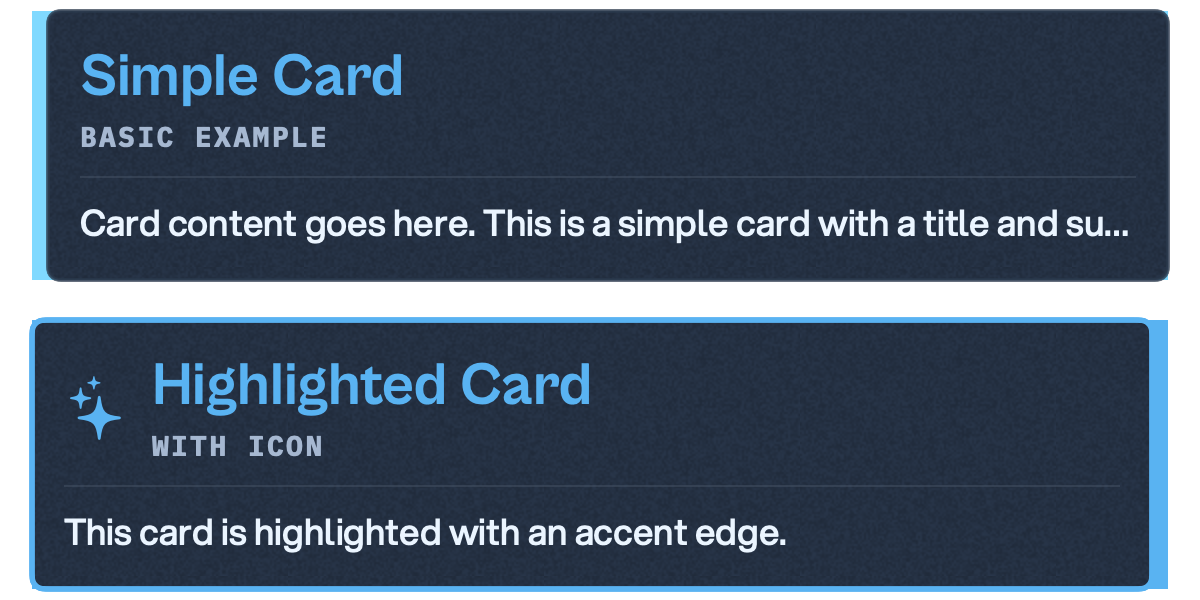 Simple Card
BASIC EXAMPLE
Card content goes here. This is a simple card with a title and su...
Highlighted Card
WITH ICON
This card is highlighted with an accent edge.